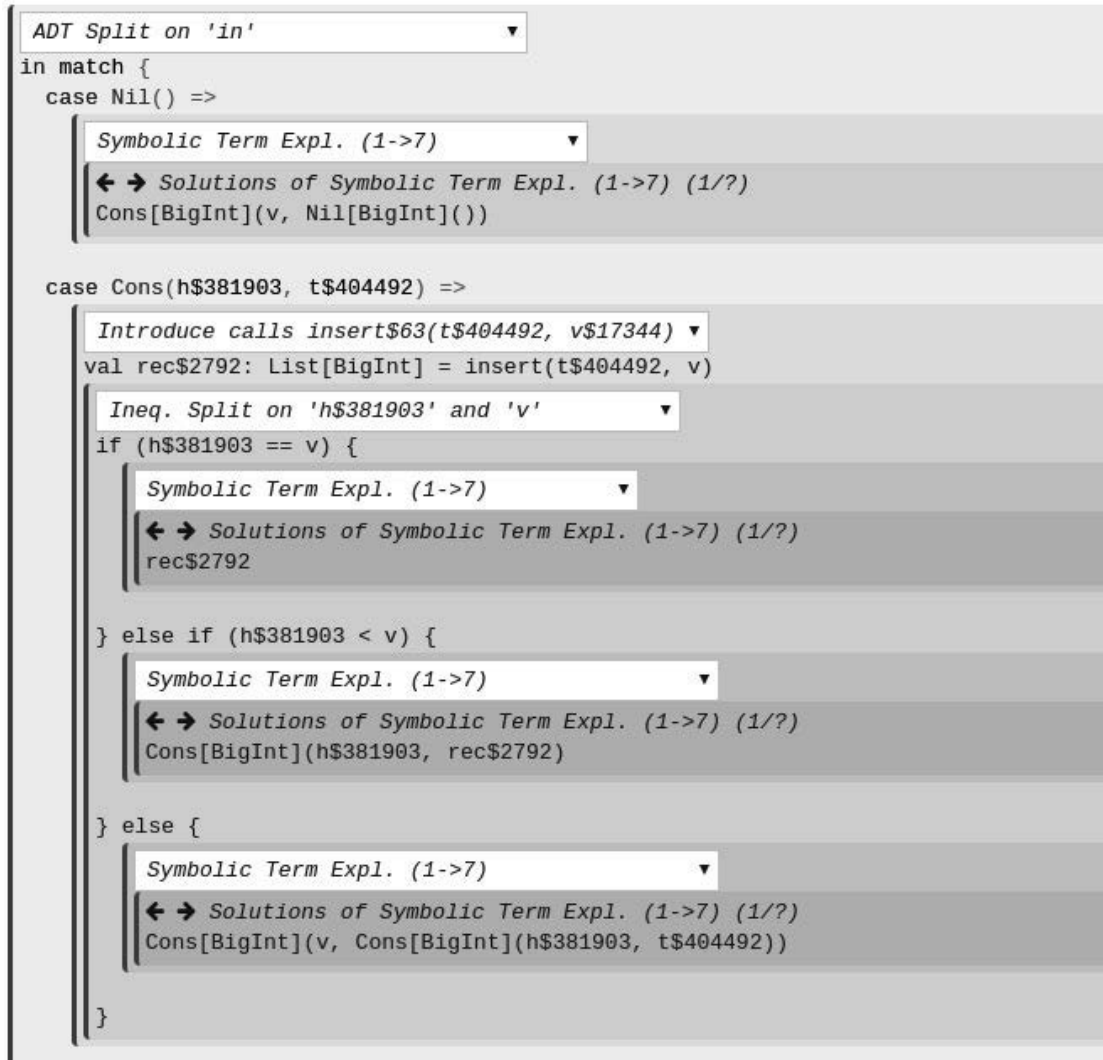 ADT Split on 'in' ▼
in match {
case Nil() =>
Symbolic Term Expl. (1->7) ▼
← → Solutions of Symbolic Term Expl. (1->7) (1/?)
Cons[BigInt](v, Nil[BigInt]())
case Cons(h$381903, t$404492) =>
Introduce calls insert$63(t$404492, v$17344) ▼
val rec$2792: List[BigInt] = insert(t$404492, v)
Ineq. Split on 'h$381903' and 'v' ▼
if (h$381903 == v) {
Symbolic Term Expl. (1->7) ▼
← → Solutions of Symbolic Term Expl. (1->7) (1/?)
rec$2792
} else if (h$381903 < v) {
Symbolic Term Expl. (1->7) ▼
← → Solutions of Symbolic Term Expl. (1->7) (1/?)
Cons[BigInt](h$381903, rec$2792)
} else {
Symbolic Term Expl. (1->7) ▼
← → Solutions of Symbolic Term Expl. (1->7) (1/?)
Cons[BigInt](v, Cons[BigInt](h$381903, t$404492))
}